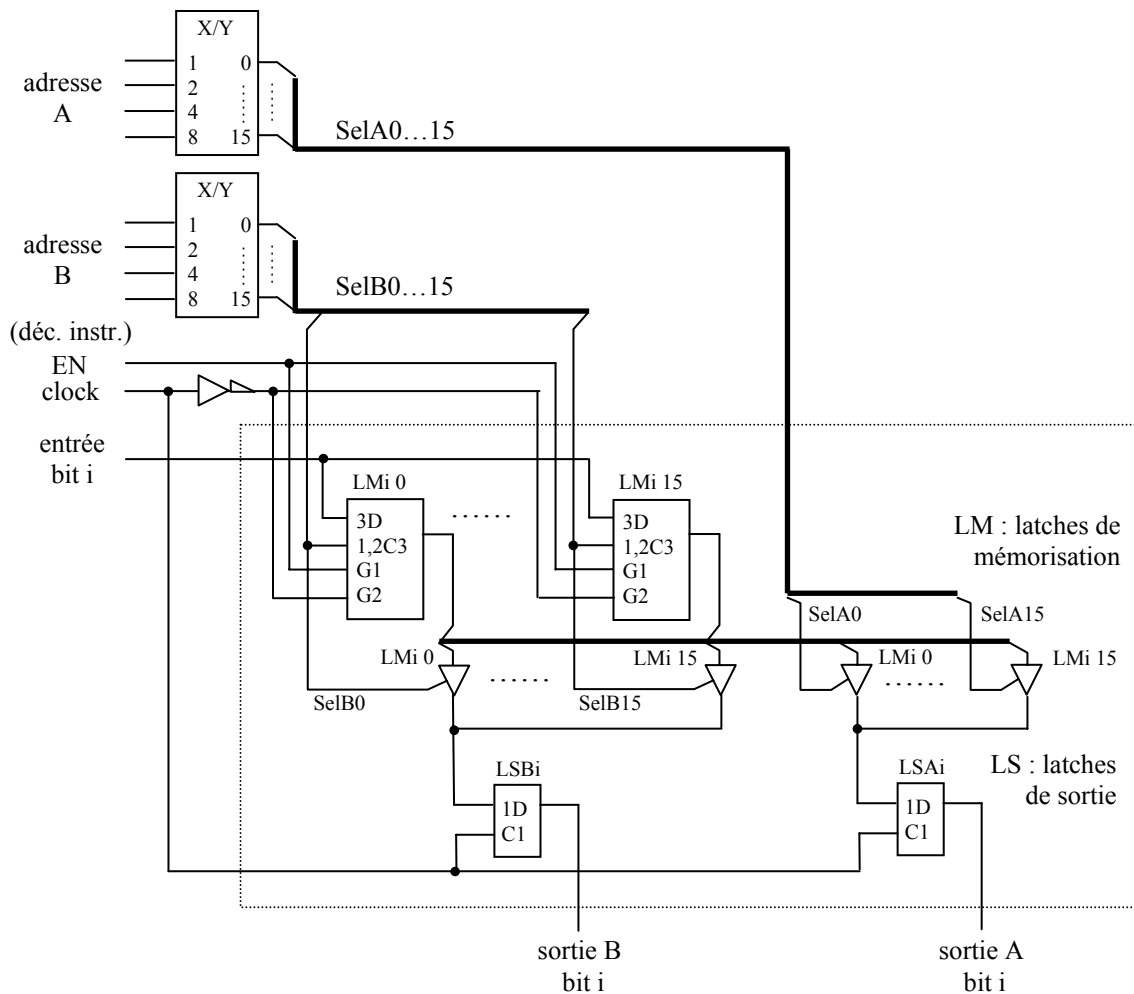 X/Y
1 0
2
4
8 15
adresse
A
SelA0…15
X/Y
1 0
2
4
8 15
adresse
B
SelB0…15
(déc. instr.)
EN
clock
entrée
bit i
LMi 0
3D
1,2C3
G1
G2
......
LMi 15
3D
1,2C3
G1
G2
LM : latches de
mémorisation
SelA0
SelA15
LMi 0
SelB0
......
LMi 15
SelB15
LMi 0
......
LMi 15
LSBi
1D
C1
LSAi
1D
C1
LS : latches
de sortie
sortie B
bit i
sortie A
bit i